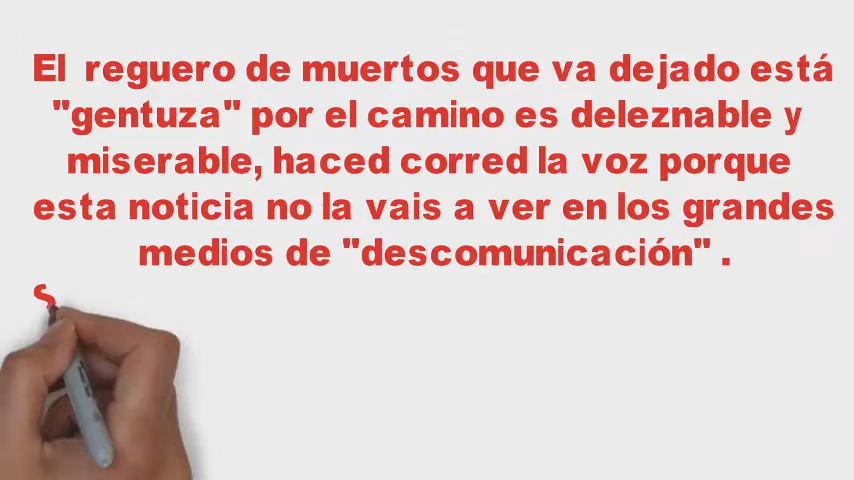 El reguero de muertos que va dejado está
"gentuza" por el camino es deleznable y
miserable, haced corred la voz porque
esta noticia no la vais a ver en los grandes
medios de "descomunicación" .
S